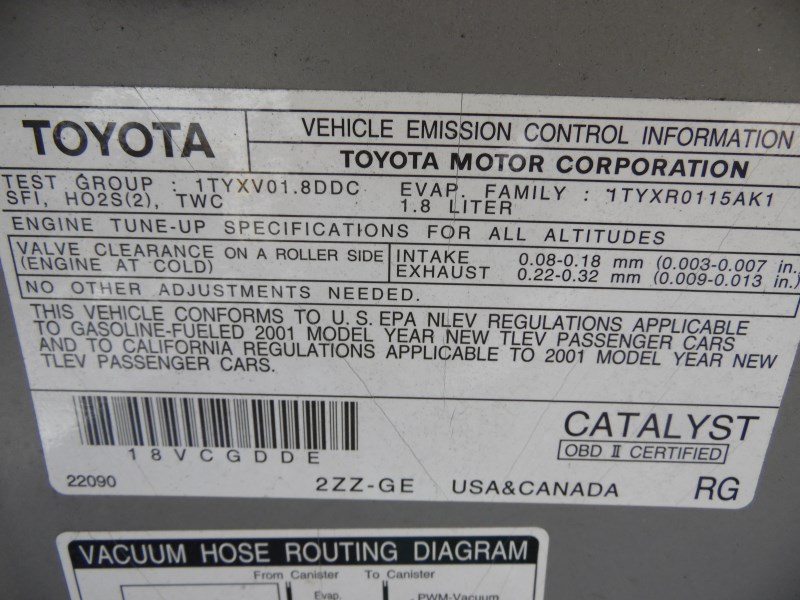 TOYOTA
VEHICLE EMISSION CONTROL INFORMATION
TOYOTA MOTOR CORPORATION
TEST GROUP : 1TYXV01.8DDC EVAP. FAMILY : 1TYXR0115AK1
SFI, HO2S(2), TWC 1.8 LITER
ENGINE TUNE-UP SPECIFICATIONS FOR ALL ALTITUDES
VALVE CLEARANCE ON A ROLLER SIDE INTAKE 0.08-0.18 mm (0.003-0.007 in.
(ENGINE AT COLD) EXHAUST 0.22-0.32 mm (0.009-0.013 in.)
NO OTHER ADJUSTMENTS NEEDED.
THIS VEHICLE CONFORMS TO U.S.EPA NLEV REGULATIONS APPLICABLE
TO GASOLINE-FUELED 2001 MODEL YEAR NEW TLEV PASSENGER CARS
AND TO CALIFORNIA REGULATIONS APPLICABLE TO 2001 MODEL YEAR NEW
TLEV PASSENGER CARS.
18VCGDDE
CATALYST
OBD II CERTIFIED
22090 2ZZ-GE USA&CANADA RG
VACUUM HOSE ROUTING DIAGRAM
From Canister To Canister
Evap. PWM-Vacuum